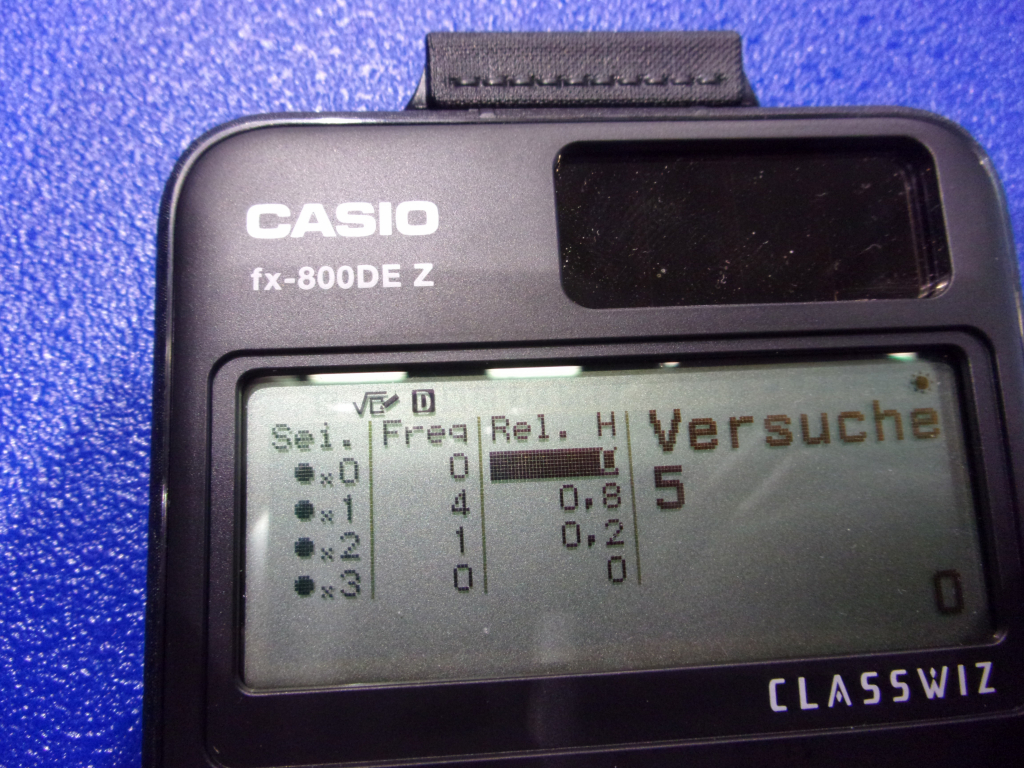 CASIO
fx-800DE Z
√ D
Sei. Freq Rel. H Versuche
●×0 0 0 5
●×1 4 0,8
●×2 1 0,2
●×3 0 0 0
CLASSWIZ